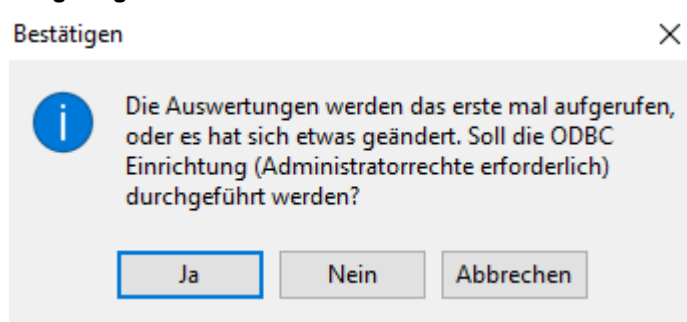 Bestätigen
Die Auswertungen werden das erste mal aufgerufen,
oder es hat sich etwas geändert. Soll die ODBC
Einrichtung (Administratorrechte erforderlich)
durchgeführt werden?
Ja
Nein
Abbrechen